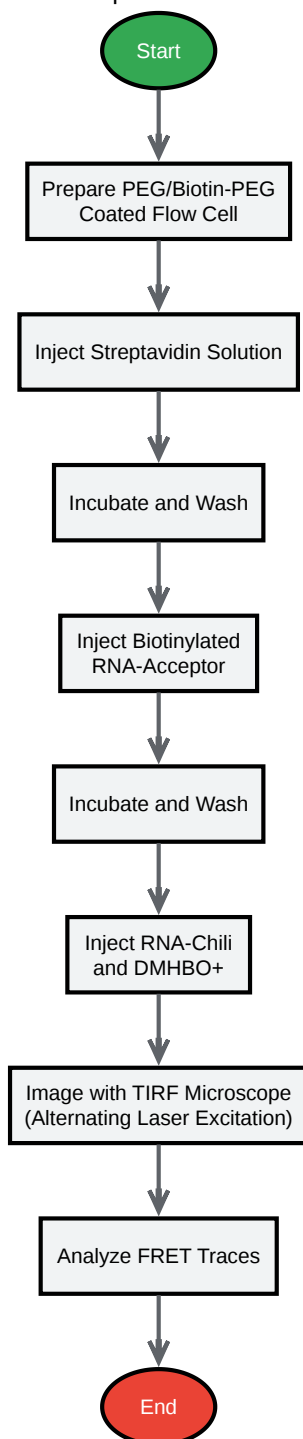 Start
Prepare PEG/Biotin-PEG
Coated Flow Cell
Inject Streptavidin Solution
Incubate and Wash
Inject Biotinylated
RNA-Acceptor
Incubate and Wash
Inject RNA-Chili
and DMHBO+
Image with TIRF Microscope
(Alternating Laser Excitation)
Analyze FRET Traces
End